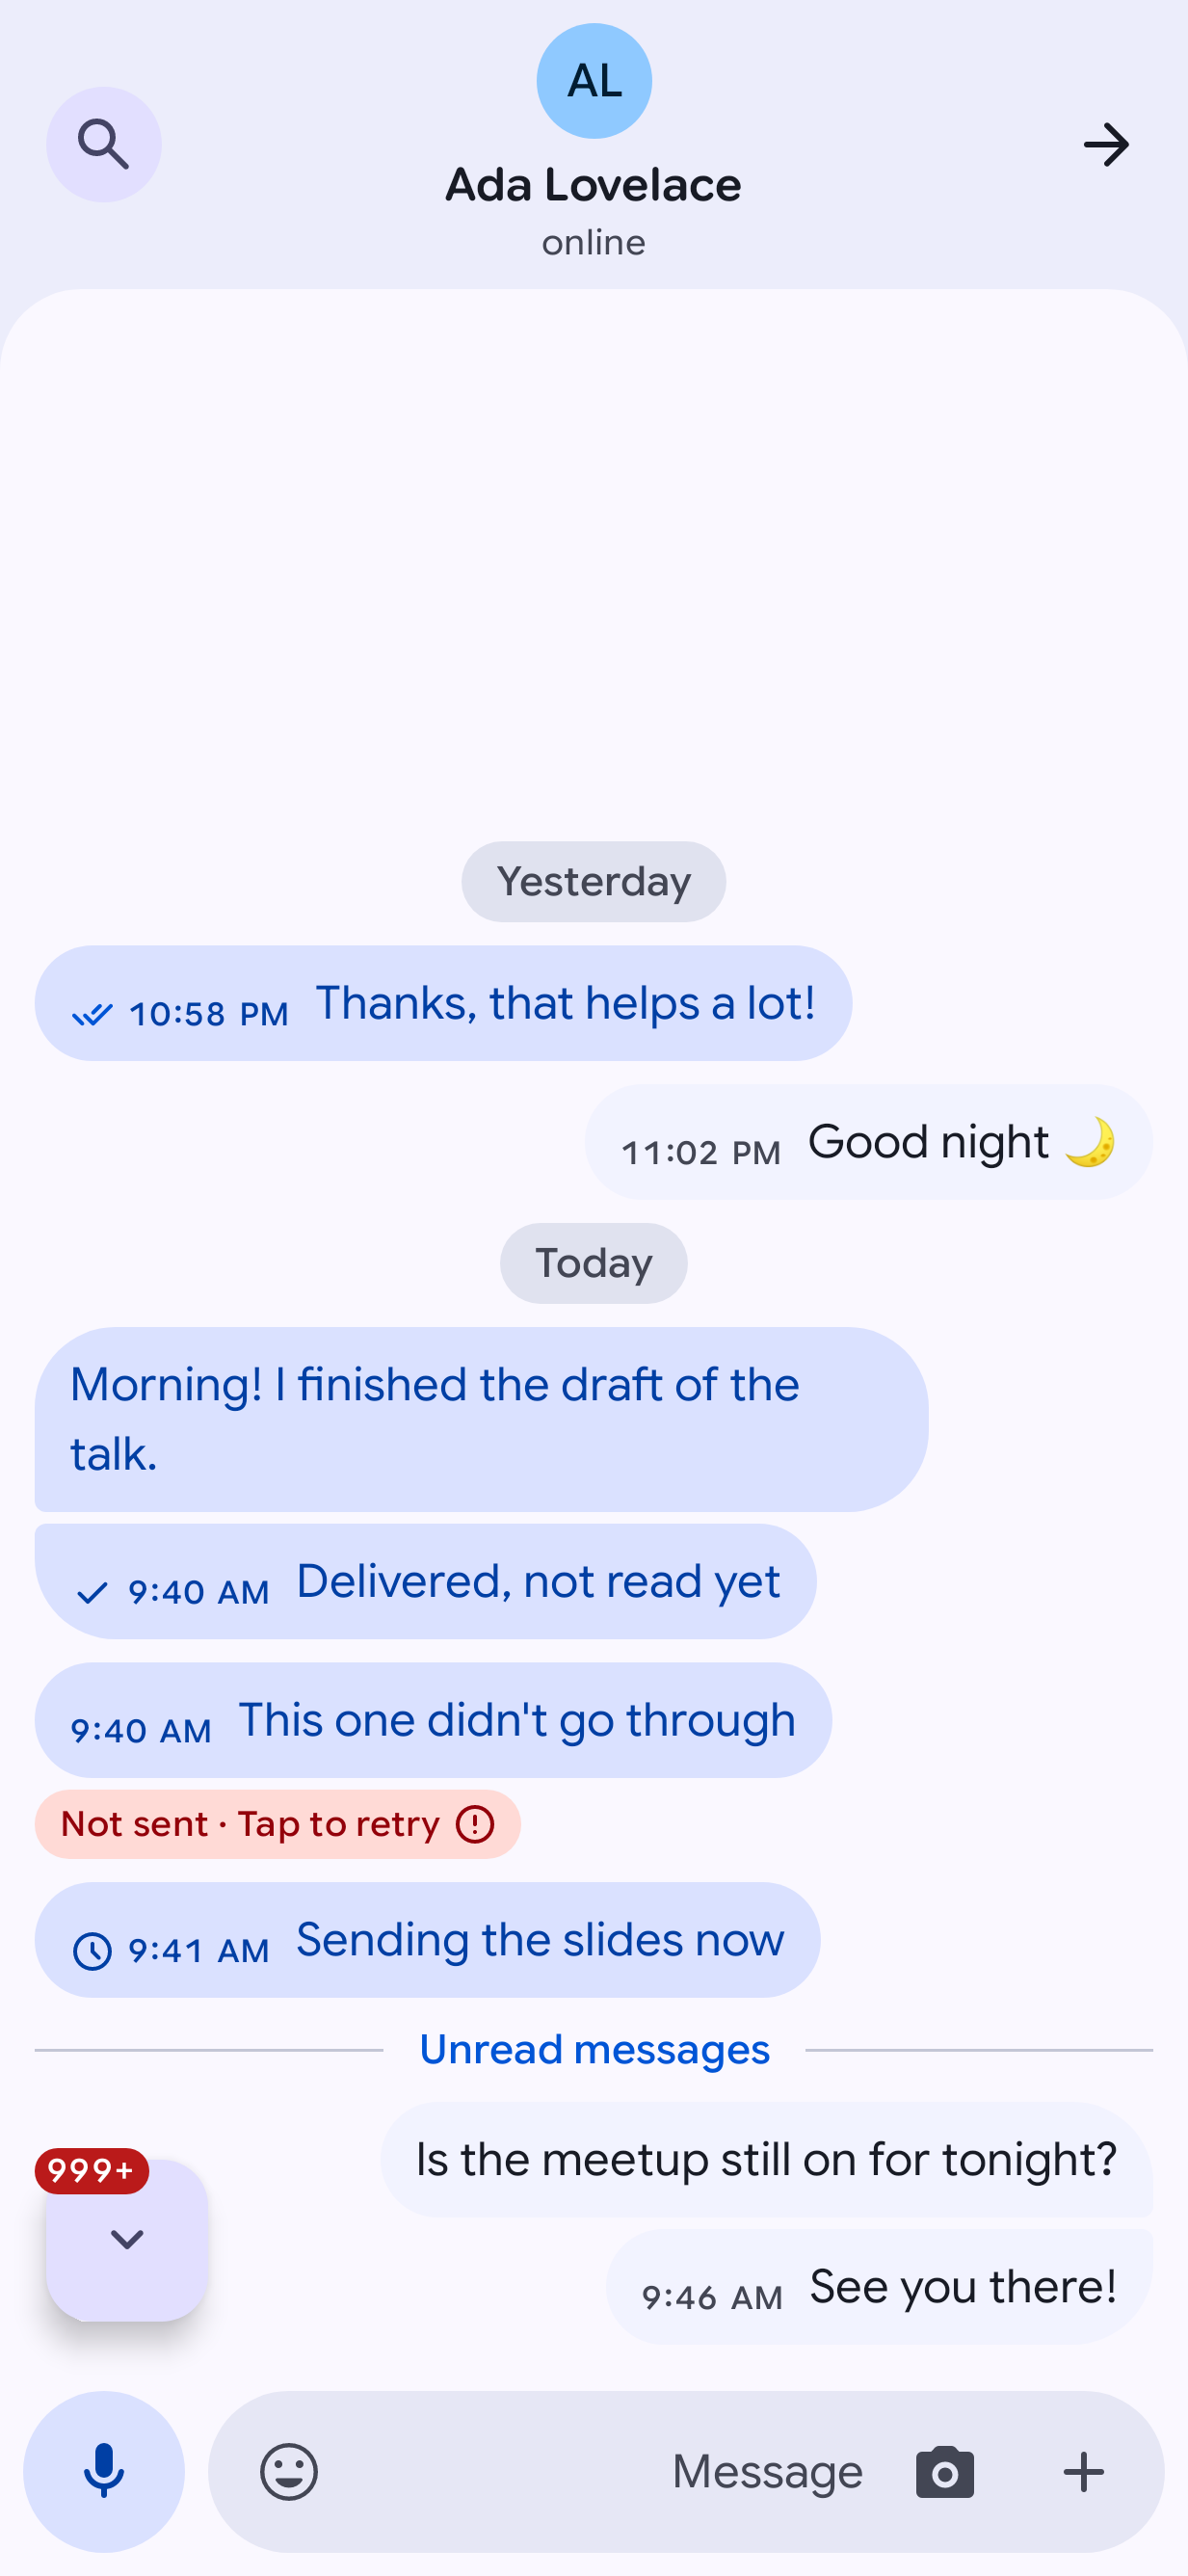 AL
Ada Lovelace
online
Yesterday
10:58 PM Thanks, that helps a lot!
11:02 PM Good night 🌙
Today
Morning! I finished the draft of the
talk.
9:40 AM Delivered, not read yet
9:40 AM This one didn't go through
Not sent · Tap to retry
9:41 AM Sending the slides now
Unread messages
Is the meetup still on for tonight?
999+
9:46 AM See you there!
Message